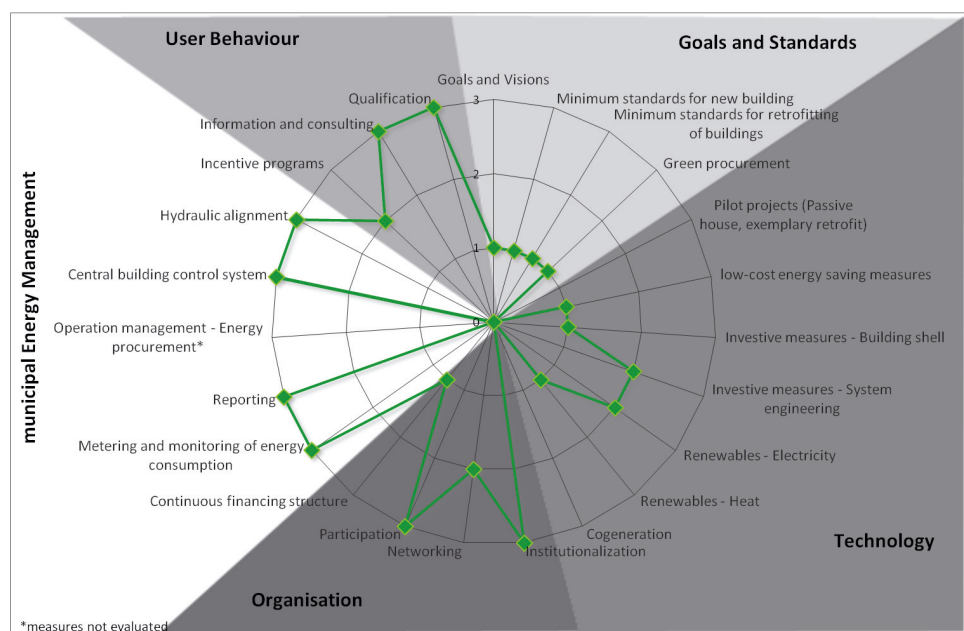 User Behaviour
Goals and Standards
Goals and Visions
Qualification
3
Minimum standards for new building
Information and consulting
Minimum standards for retrofitting
of buildings
Incentive programs
Green procurement
2
Hydraulic alignment
Pilot projects (Passive
house, exemplary retrofit)
1
Central building control system
low-cost energy saving measures
municipal Energy Management
0
Operation management - Energy
procurement*
Investive measures - Building shell
Reporting
Investive measures - System
engineering
Metering and monitoring of energy
consumption
Renewables - Electricity
Continuous financing structure
Renewables - Heat
Participation
Cogeneration
Networking
Institutionalization
Technology
Organisation
*measures not evaluated